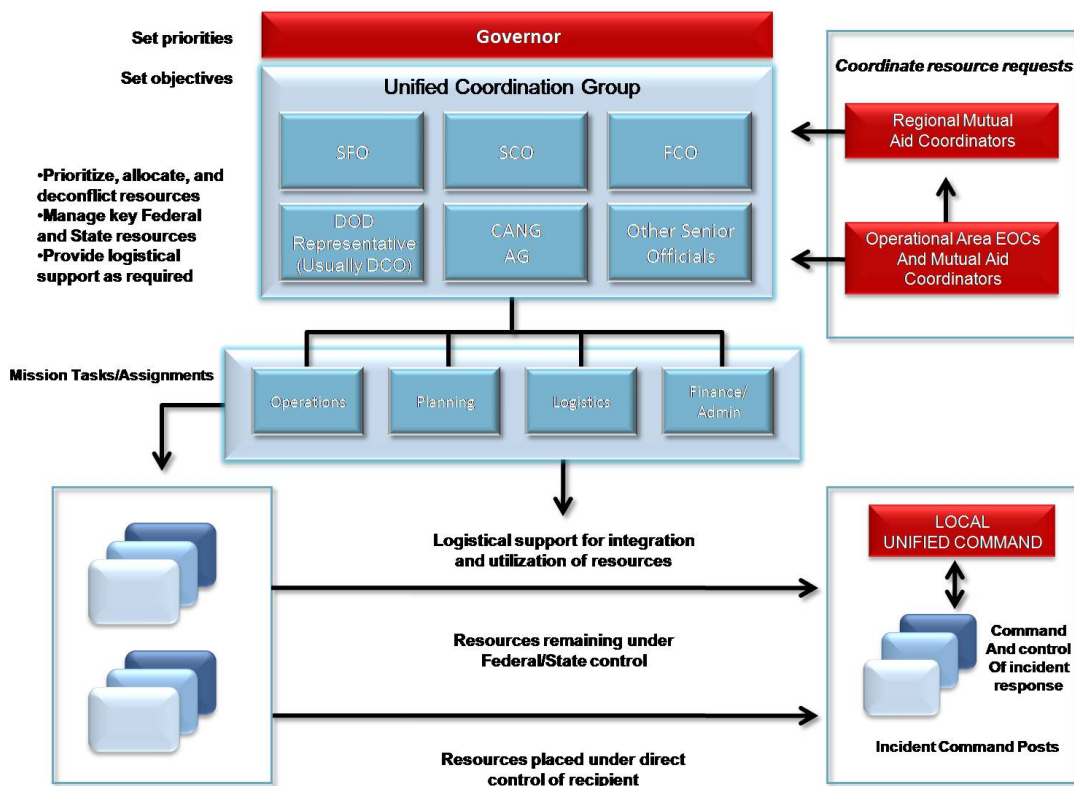 Set priorities
Governor
Set objectives
Unified Coordination Group
SFO
SCO
FCO
DOD
Representative
(Usually DCO)
CANG
AG
Other Senior
Officials
•Prioritize, allocate, and
deconflict resources
•Manage key Federal
and State resources
•Provide logistical
support as required
Coordinate resource requests
Regional Mutual
Aid Coordinators
Operational Area EOCs
And Mutual Aid
Coordinators
Mission Tasks/Assignments
Operations
Planning
Logistics
Finance/
Admin
Logistical support for integration
and utilization of resources
Resources remaining under
Federal/State control
Resources placed under direct
control of recipient
LOCAL
UNIFIED COMMAND
Command
And control
Of incident
response
Incident Command Posts